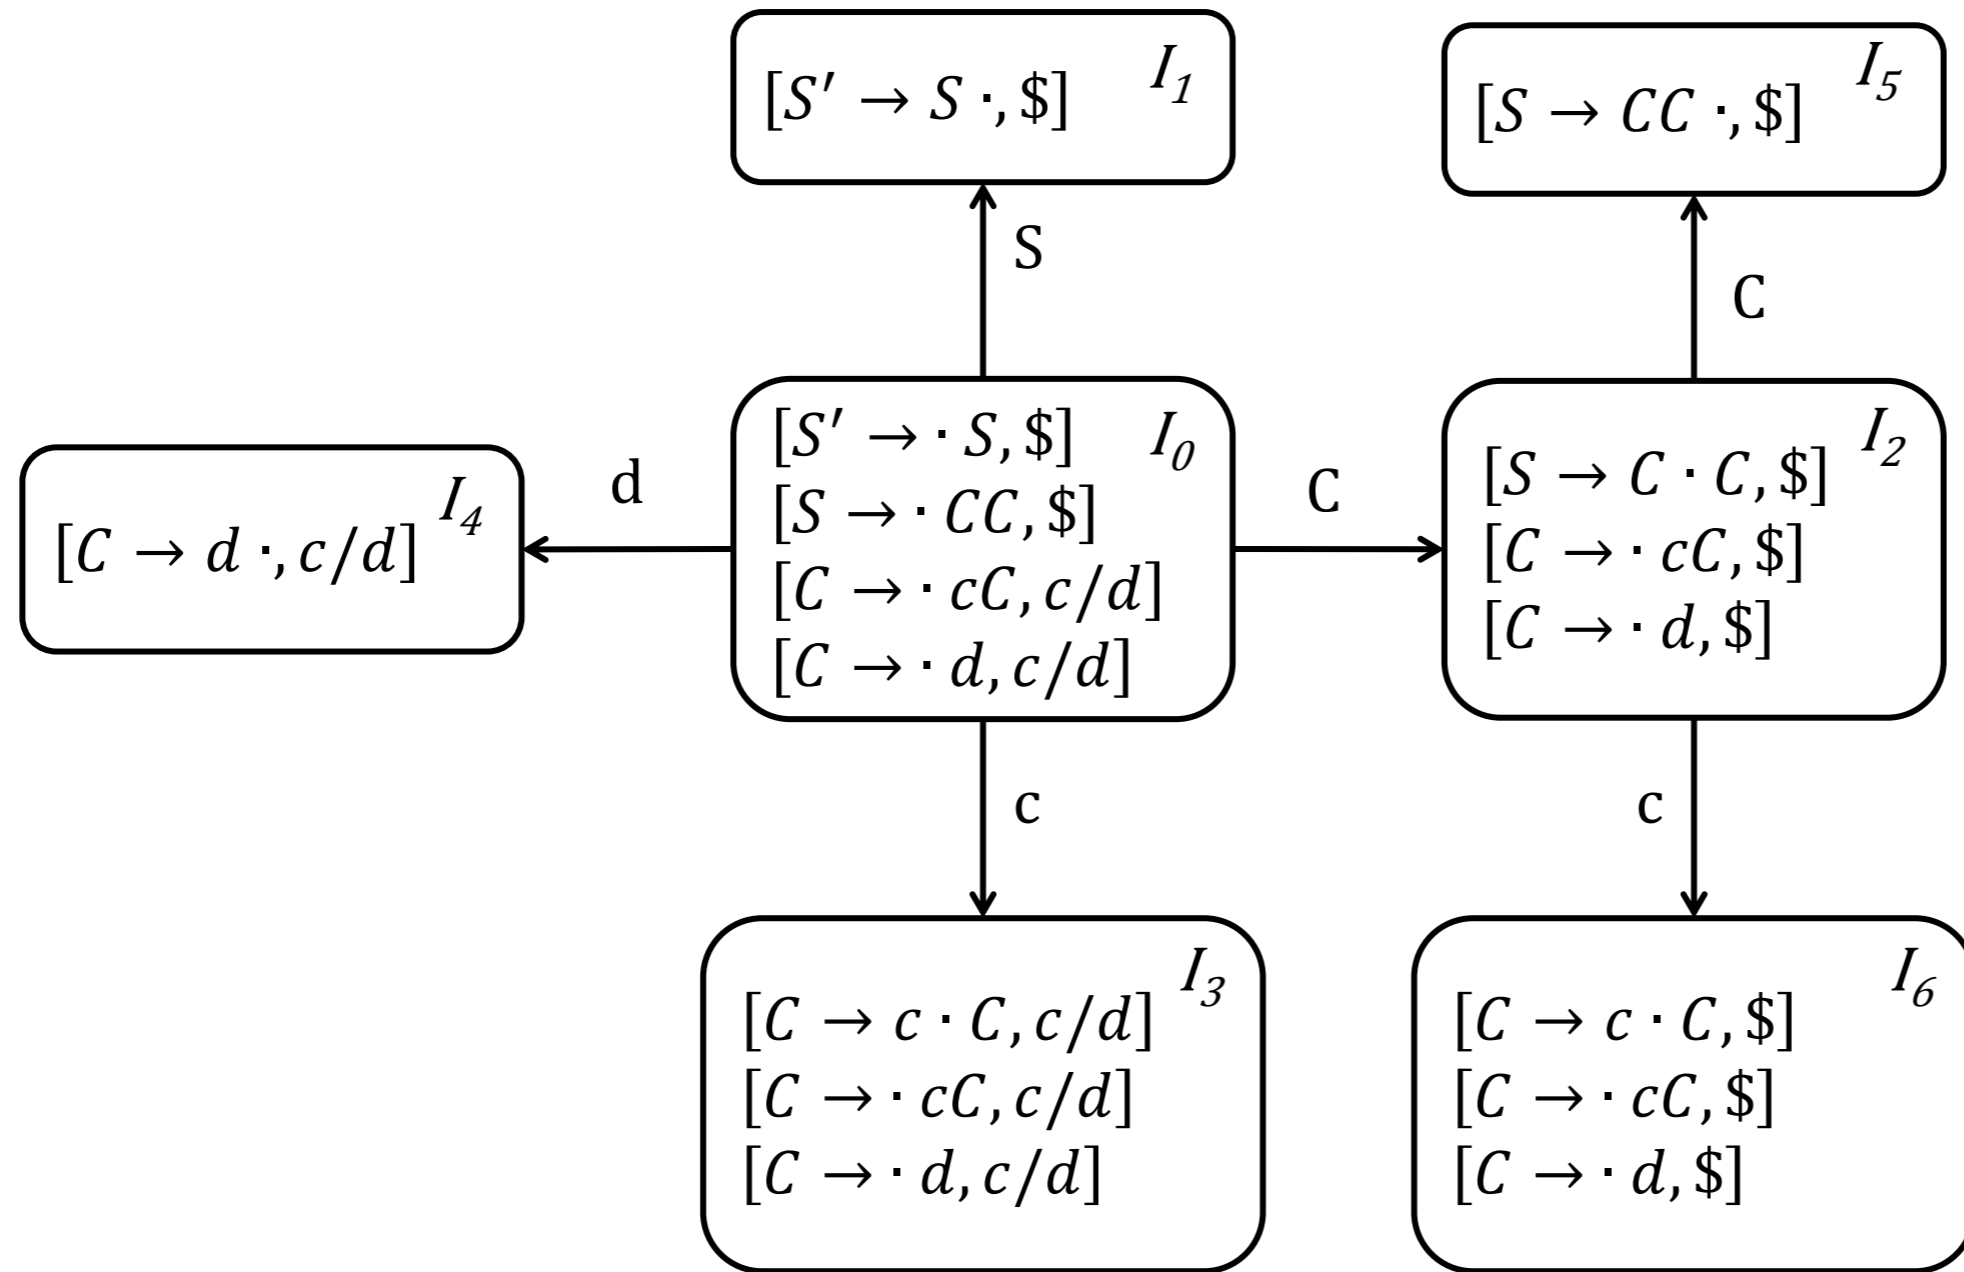 [S′ → S ·, $] I₁
[S → CC ·, $] I₅
S
C
[S′ → · S, $] I₀
[S → · CC, $]
[C → · cC, c/d]
[C → · d, c/d]
[S → C · C, $] I₂
[C → · cC, $]
[C → · d, $]
[C → d ·, c/d] I₄
d
C
c
c
[C → c · C, c/d] I₃
[C → · cC, c/d]
[C → · d, c/d]
[C → c · C, $] I₆
[C → · cC, $]
[C → · d, $]